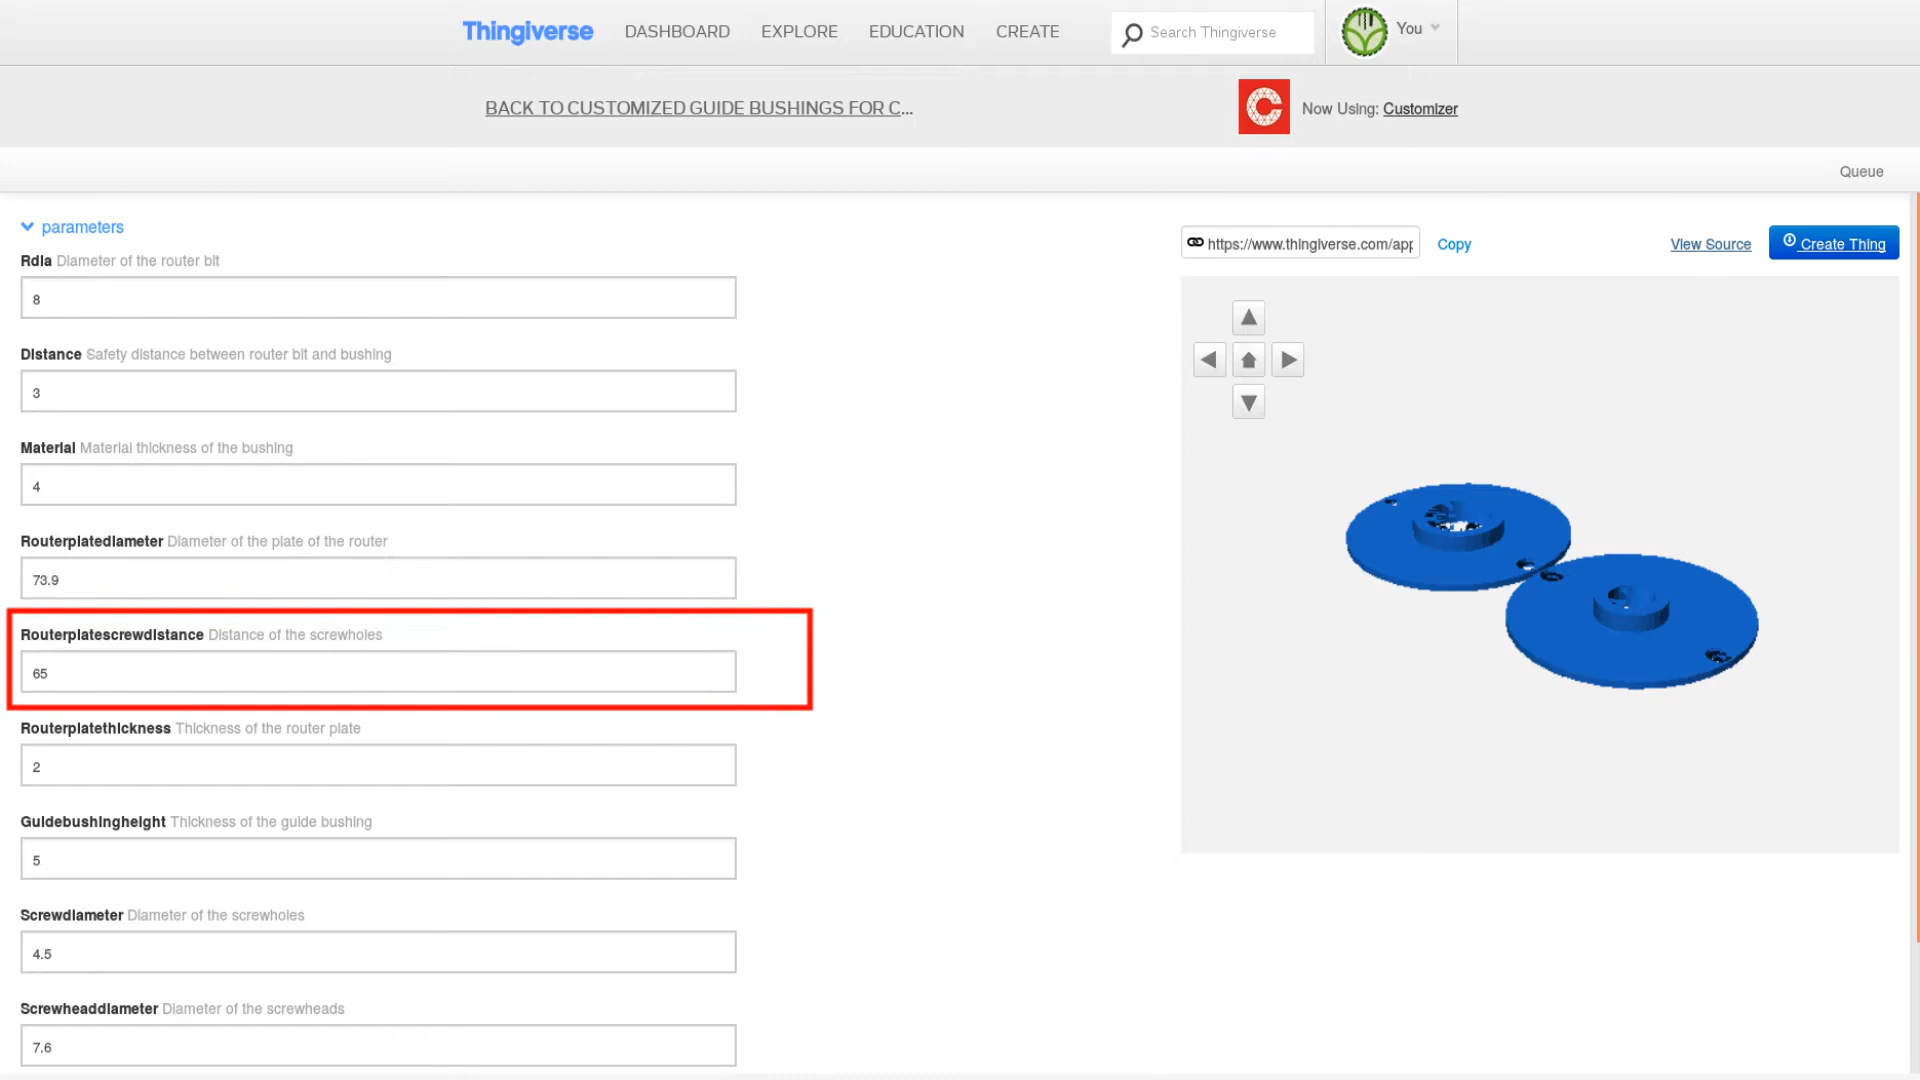 Thingiverse DASHBOARD EXPLORE EDUCATION CREATE Search Thingiverse You
BACK TO CUSTOMIZED GUIDE BUSHINGS FOR C... Now Using: Customizer
Queue
parameters
https://www.thingiverse.com/app Copy View Source Create Thing
Rdia Diameter of the router bit
8
Distance Safety distance between router bit and bushing
3
Material Material thickness of the bushing
4
Routerplatediameter Diameter of the plate of the router
73.9
Routerplatescrewdistance Distance of the screwholes
65
Routerplatethickness Thickness of the router plate
2
Guidebushingheight Thickness of the guide bushing
5
Screwdiameter Diameter of the screwholes
4.5
Screwheaddiameter Diameter of the screwheads
7.6